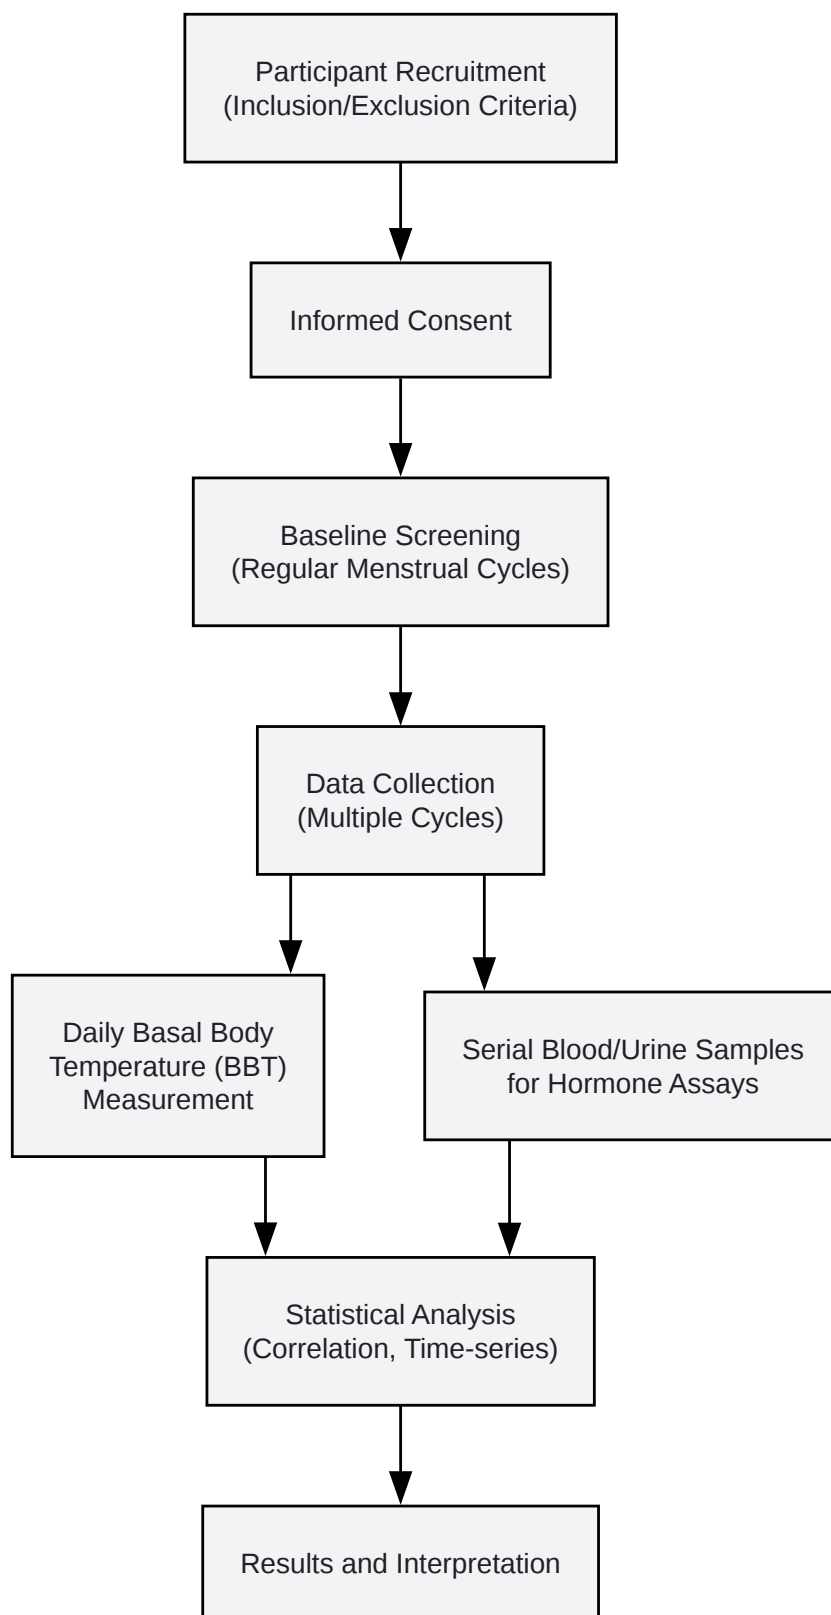 Participant Recruitment
(Inclusion/Exclusion Criteria)
Informed Consent
Baseline Screening
(Regular Menstrual Cycles)
Data Collection
(Multiple Cycles)
Daily Basal Body
Temperature (BBT)
Measurement
Serial Blood/Urine Samples
for Hormone Assays
Statistical Analysis
(Correlation, Time-series)
Results and Interpretation